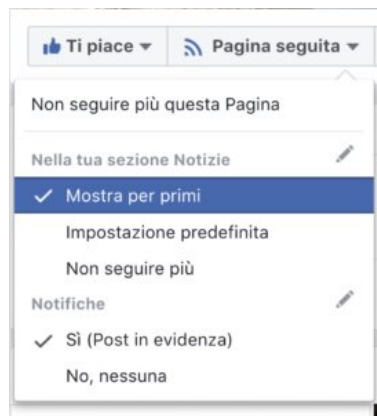 Ti piace Pagina seguita
Non seguire più questa Pagina
Nella tua sezione Notizie
Mostra per primi
Impostazione predefinita
Non seguire più
Notifiche
Sì (Post in evidenza)
No, nessuna